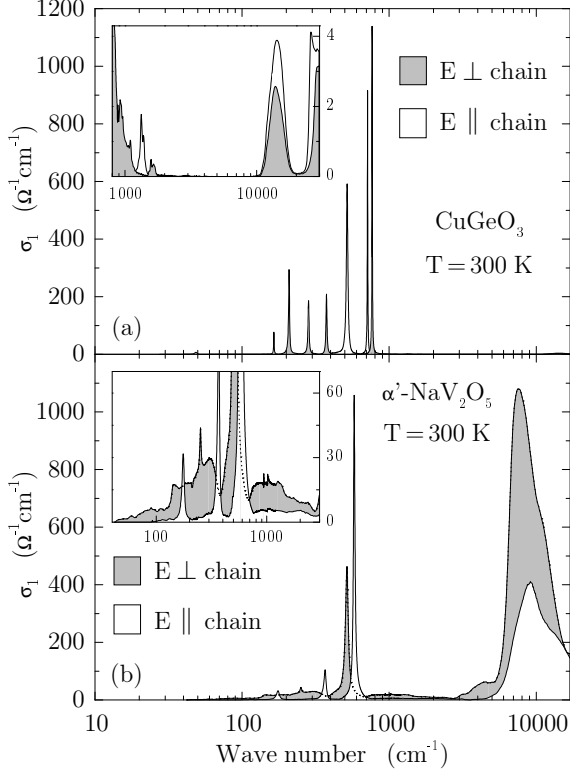 1200
1000
800
600
400
200
0
σ₁ (Ω⁻¹cm⁻¹)
4
2
0
1000
10000
E ⊥ chain
E ∥ chain
CuGeO₃
T = 300 K
(a)
1000
800
600
400
200
0
σ₁ (Ω⁻¹cm⁻¹)
60
30
0
100
1000
α'-NaV₂O₅
T = 300 K
E ⊥ chain
E ∥ chain
(b)
10
100
1000
10000
Wave number (cm⁻¹)